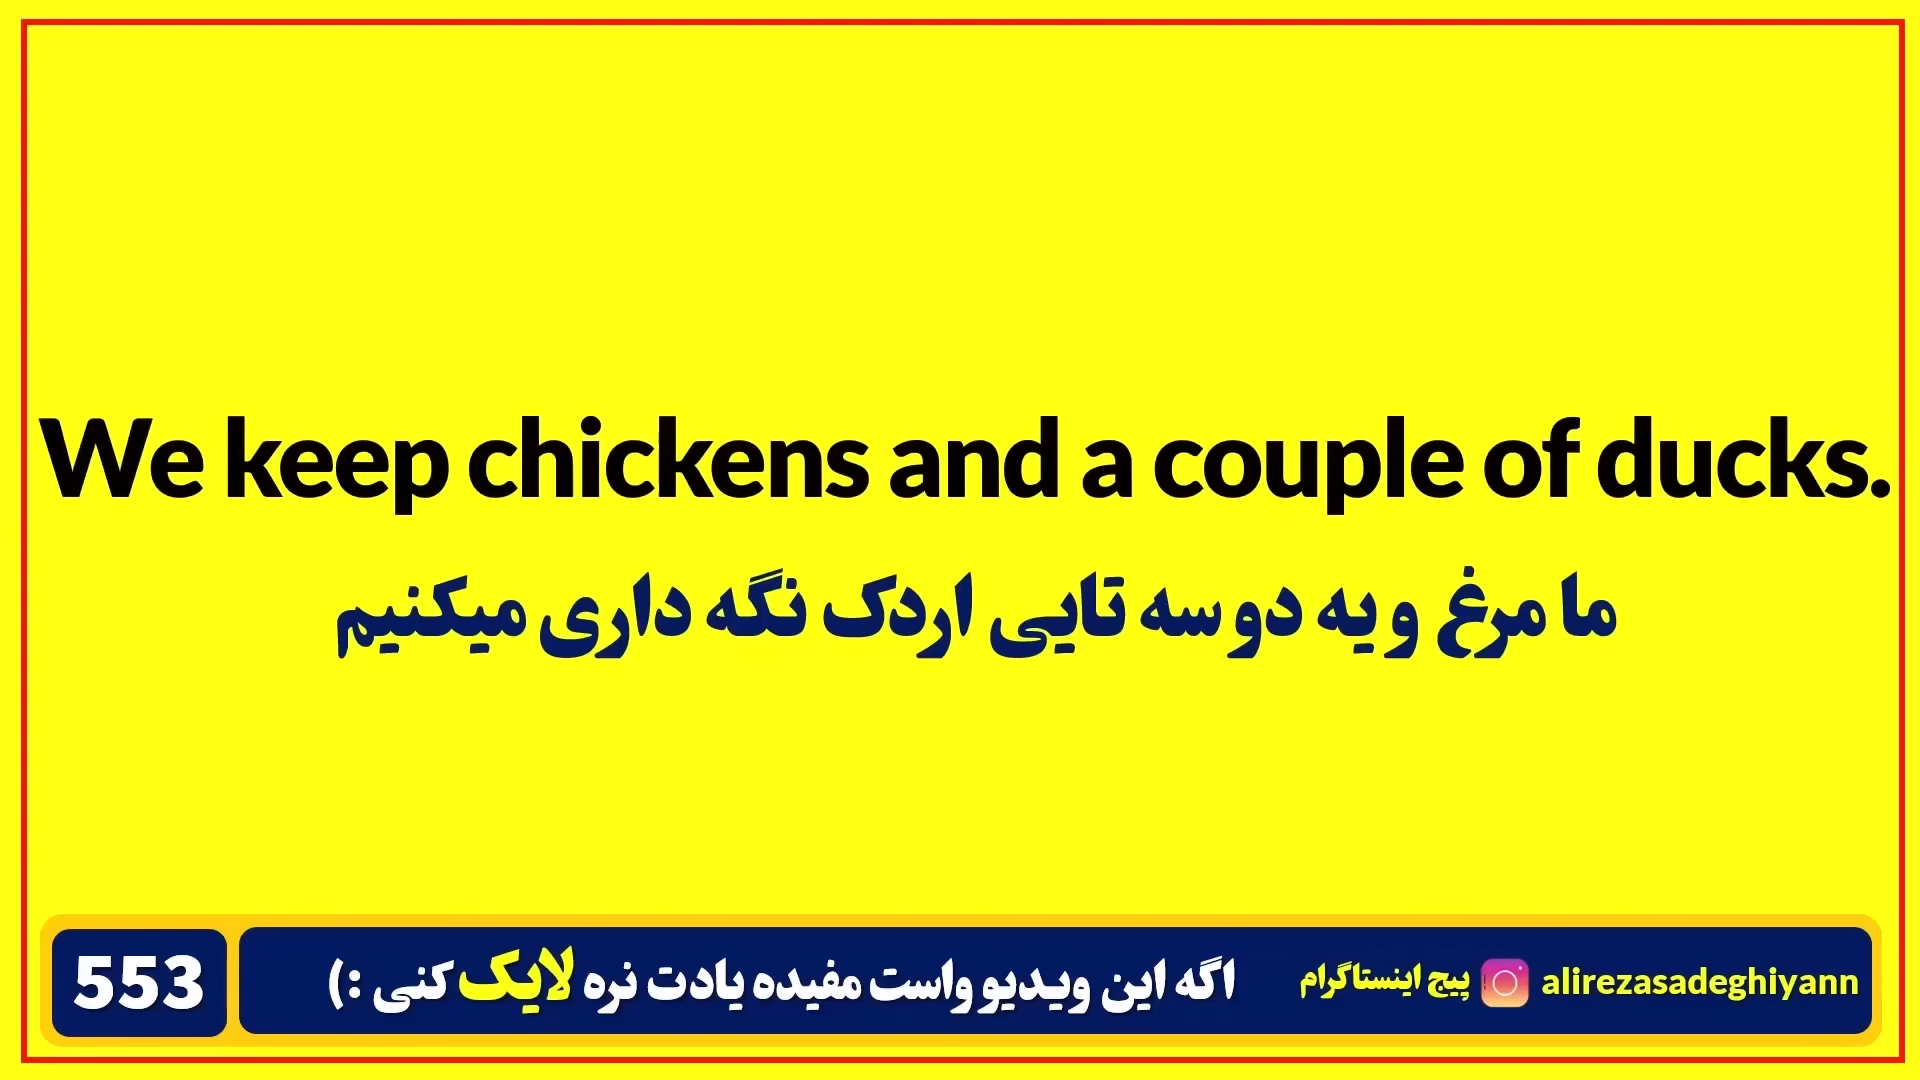 We keep chickens and a couple of ducks.
ما مرغ و یه دو سه تایی اردک نگه داری میکنیم
553
اگه این ویدیو واست مفیده یادت نره لایک کنی :)
پیج اینستاگرام alirezasadeghiyann